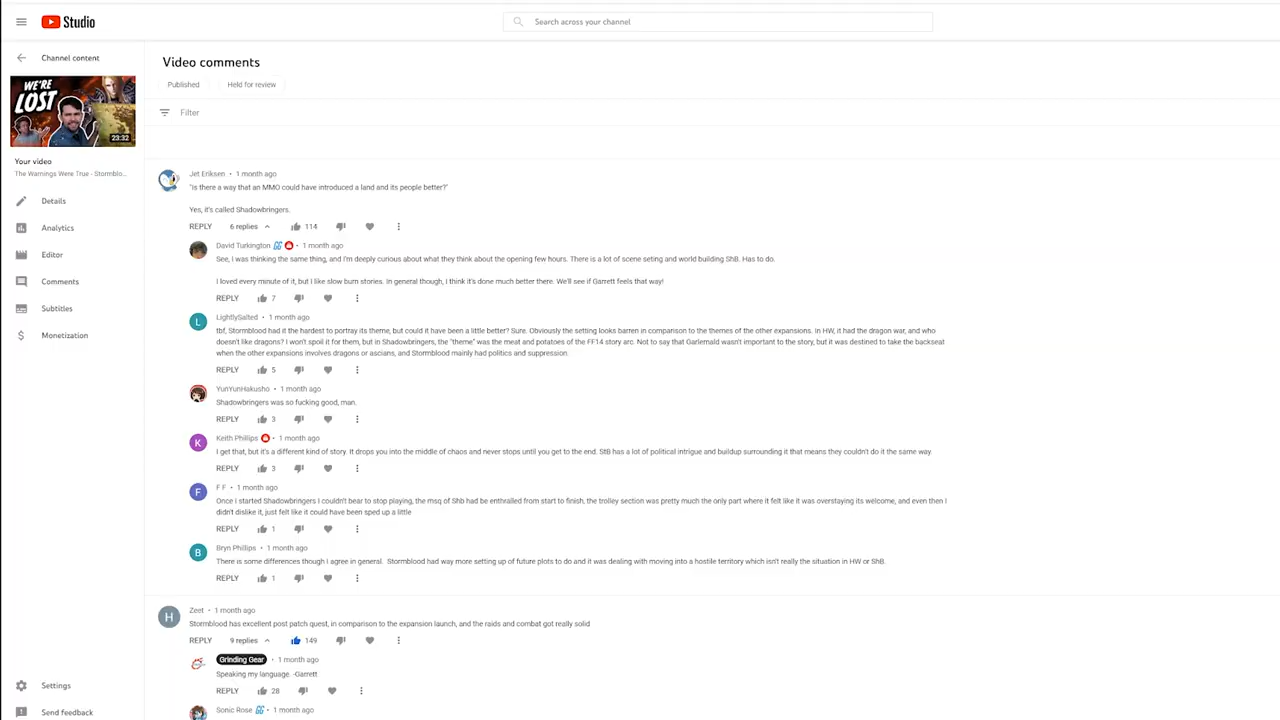 Studio
Search across your channel
Channel content
WE'RE
LOST
23:32
Your video
The Warnings Were True - Stormblo...
Details
Analytics
Editor
Comments
Subtitles
Monetization
Settings
Send feedback
Video comments
Published
Held for review
Filter
Jet Eriksen • 1 month ago
"Is there a way that an MMO could have introduced a land and its people better?"
Yes, it's called Shadowbringers.
REPLY 6 replies 114
David Turkington • 1 month ago
See, I was thinking the same thing, and I'm deeply curious about what they think about the opening few hours. There is a lot of scene seting and world building ShB. Has to do.
I loved every minute of it, but I like slow burn stories. In general though, I think it's done much better there. We'll see if Garrett feels that way!
REPLY 7
L
LightlySalted • 1 month ago
tbf, Stormblood had it the hardest to portray its theme, but could it have been a little better? Sure. Obviously the setting looks barren in comparison to the themes of the other expansions. In HW, it had the dragon war, and who
doesn't like dragons? I won't spoil it for them, but in Shadowbringers, the "theme" was the meat and potatoes of the FF14 story arc. Not to say that Garlemald wasn't important to the story, but it was destined to take the backseat
when the other expansions involves dragons or ascians, and Stormblood mainly had politics and suppression.
REPLY 5
YunYunHakusho • 1 month ago
Shadowbringers was so fucking good, man.
REPLY 3
K
Keith Phillips • 1 month ago
I get that, but it's a different kind of story. It drops you into the middle of chaos and never stops until you get to the end. StB has a lot of political intrigue and buildup surrounding it that means they couldn't do it the same way.
REPLY 3
F
F F • 1 month ago
Once I started Shadowbringers I couldn't bear to stop playing, the msq of Shb had be enthralled from start to finish. the trolley section was pretty much the only part where it felt like it was overstaying its welcome, and even then I
didn't dislike it, just felt like it could have been sped up a little
REPLY 1
B
Bryn Phillips • 1 month ago
There is some differences though I agree in general. Stormblood had way more setting up of future plots to do and it was dealing with moving into a hostile territory which isn't really the situation in HW or ShB.
REPLY 1
H
Zeet • 1 month ago
Stormblood has excellent post patch quest, in comparison to the expansion launch, and the raids and combat got really solid
REPLY 9 replies 149
Grinding Gear • 1 month ago
Speaking my language. -Garrett
REPLY 28
Sonic Rose • 1 month ago